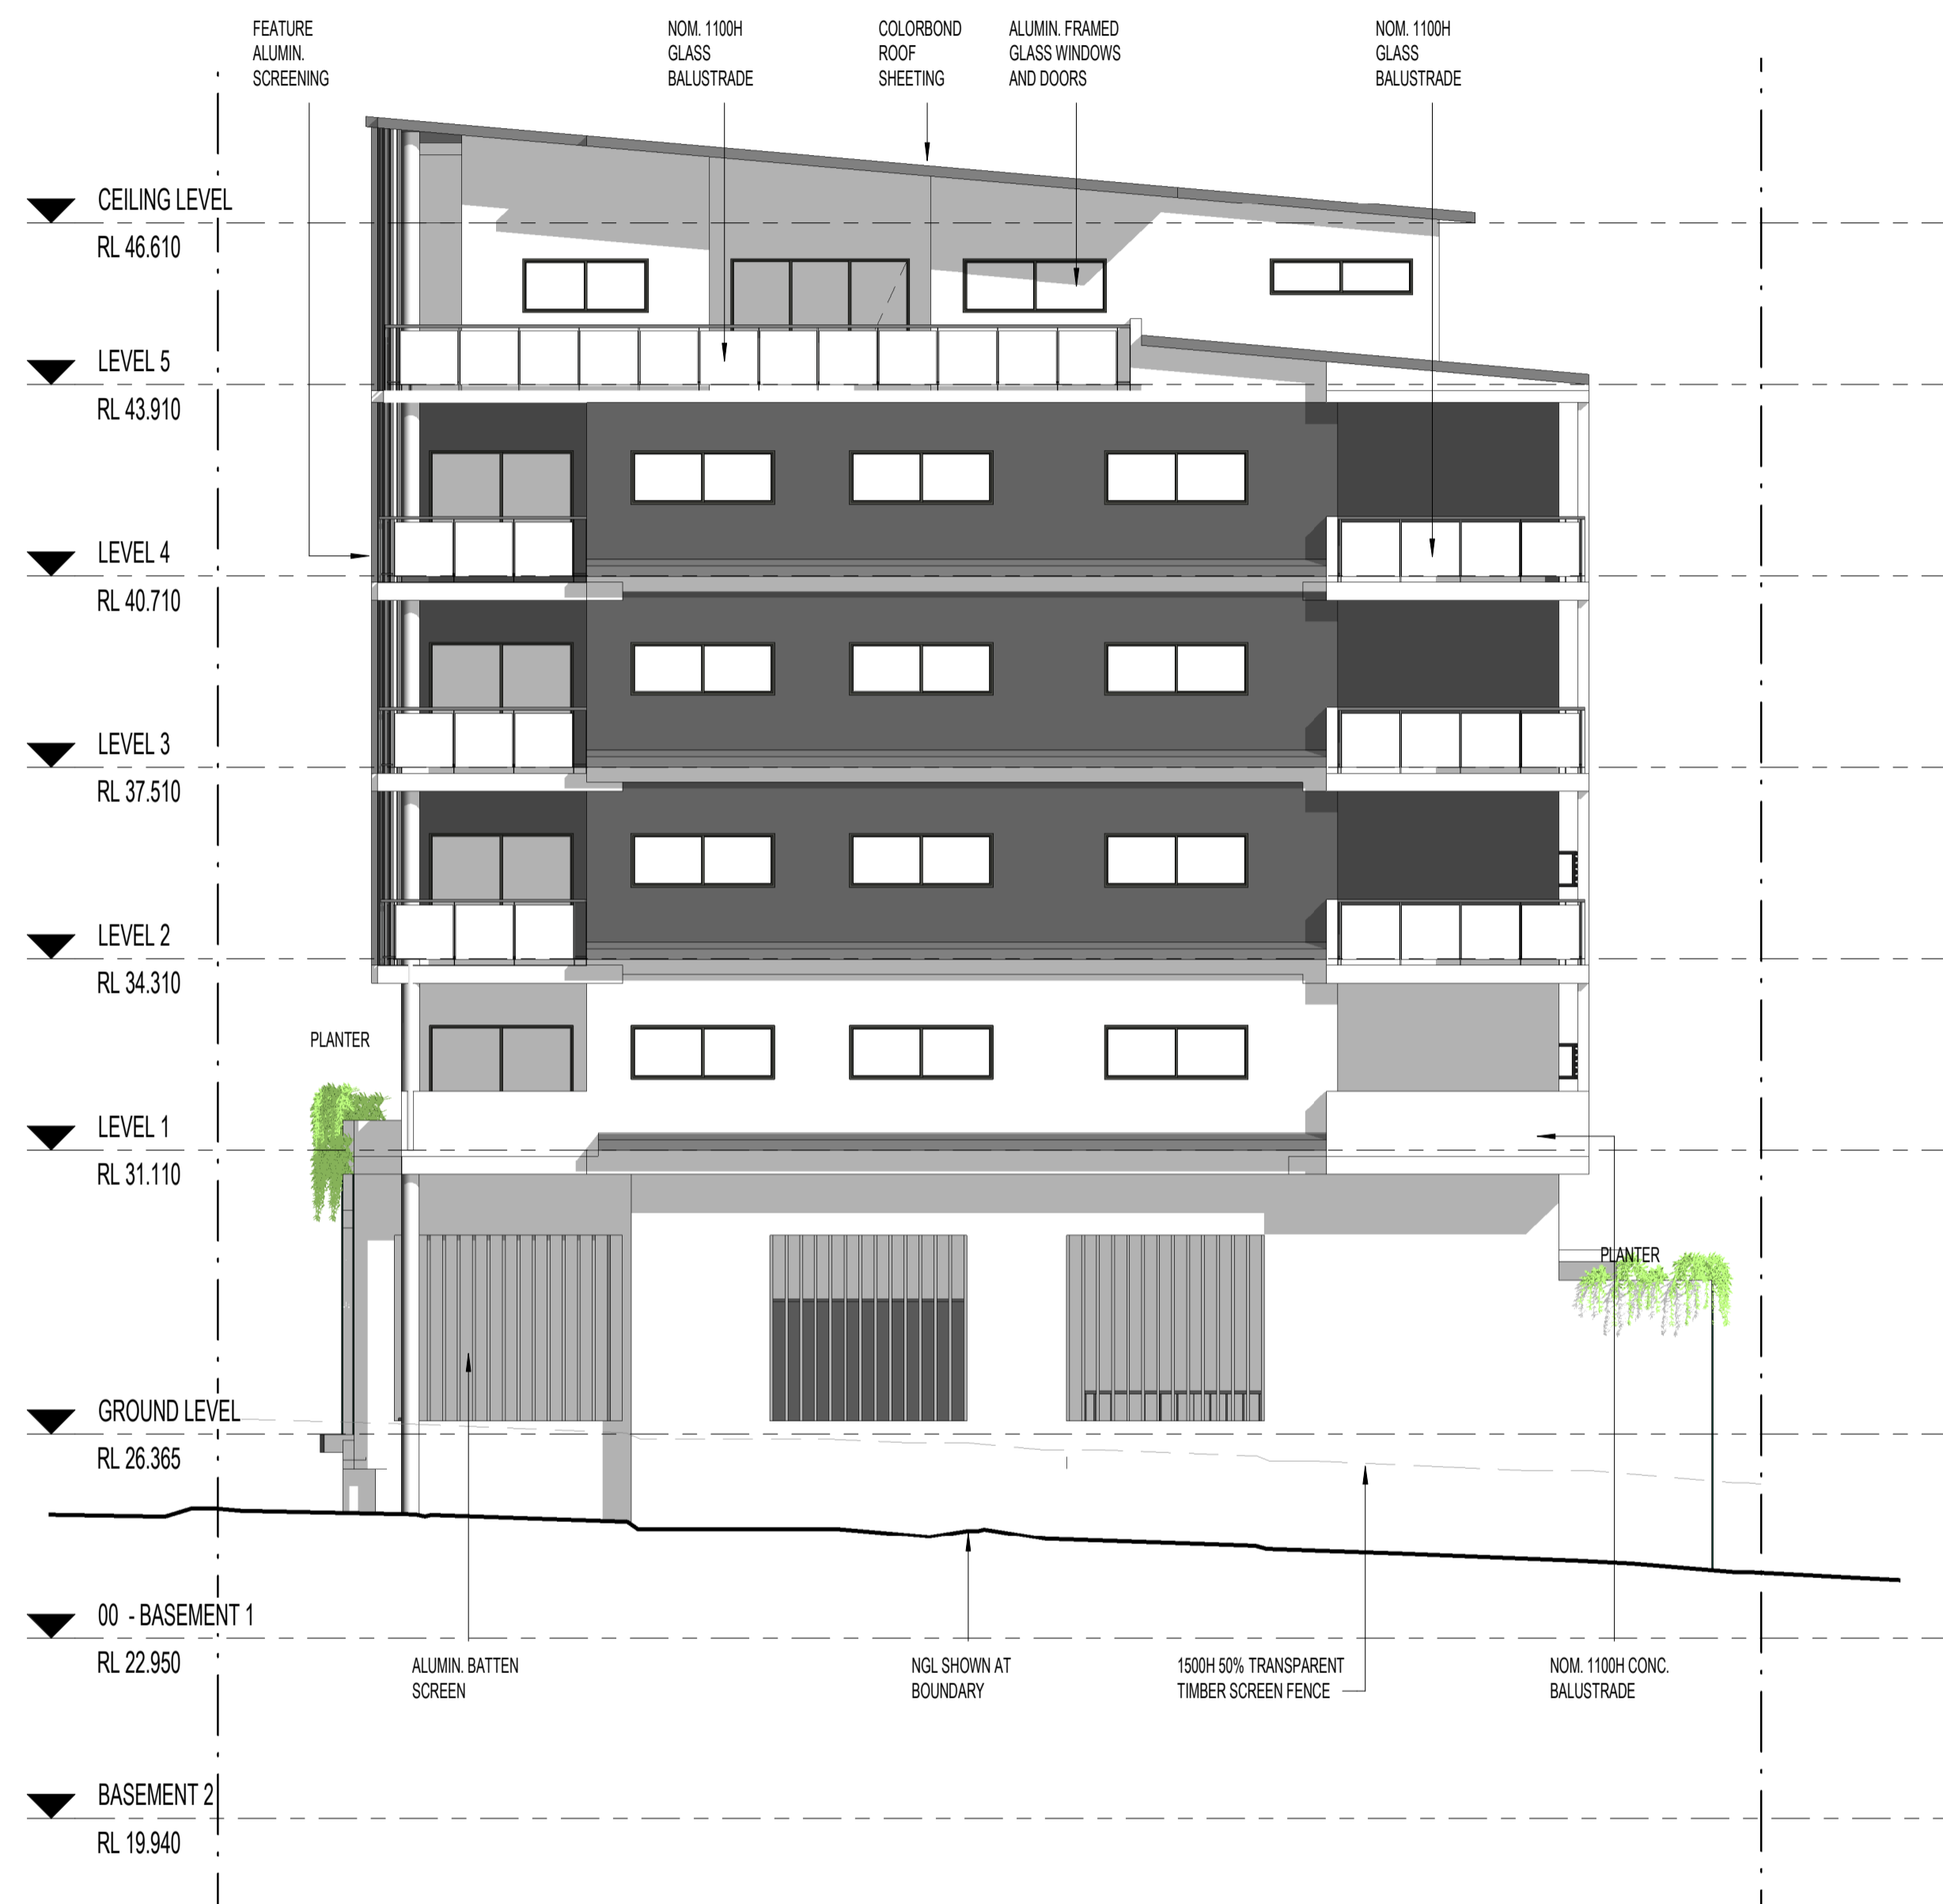 FEATURE
ALUMIN.
SCREENING
NOM. 1100H
GLASS
BALUSTRADE
COLORBOND
ROOF
SHEETING
ALUMIN. FRAMED
GLASS WINDOWS
AND DOORS
NOM. 1100H
GLASS
BALUSTRADE
CEILING LEVEL
RL 46.610
LEVEL 5
RL 43.910
LEVEL 4
RL 40.710
LEVEL 3
RL 37.510
LEVEL 2
RL 34.310
PLANTER
LEVEL 1
RL 31.110
PLANTER
GROUND LEVEL
RL 26.365
00 - BASEMENT 1
RL 22.950
ALUMIN. BATTEN
SCREEN
NGL SHOWN AT
BOUNDARY
1500H 50% TRANSPARENT
TIMBER SCREEN FENCE
NOM. 1100H CONC.
BALUSTRADE
BASEMENT 2
RL 19.940